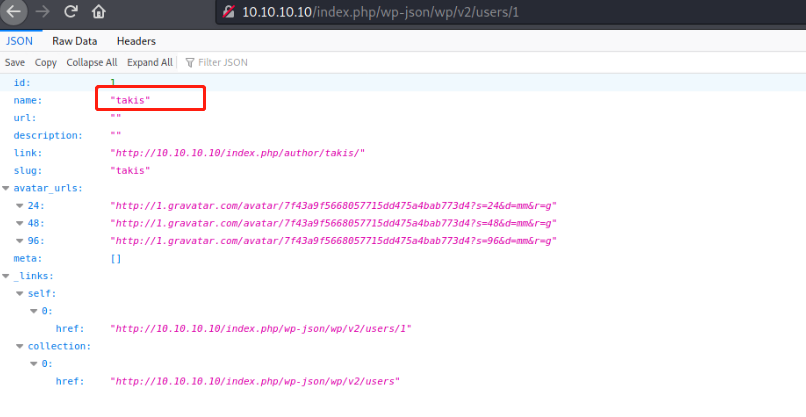 10.10.10.10/index.php/wp-json/wp/v2/users/1
JSON Raw Data Headers
Save Copy Collapse All Expand All Filter JSON
id: 1
name: "takis"
url: ""
description: ""
link: "http://10.10.10.10/index.php/author/takis/"
slug: "takis"
avatar_urls:
24: "http://1.gravatar.com/avatar/7f43a9f5668057715dd475a4bab773d4?s=24&d=mm&r=g"
48: "http://1.gravatar.com/avatar/7f43a9f5668057715dd475a4bab773d4?s=48&d=mm&r=g"
96: "http://1.gravatar.com/avatar/7f43a9f5668057715dd475a4bab773d4?s=96&d=mm&r=g"
meta: []
_links:
self:
0:
href: "http://10.10.10.10/index.php/wp-json/wp/v2/users/1"
collection:
0:
href: "http://10.10.10.10/index.php/wp-json/wp/v2/users"